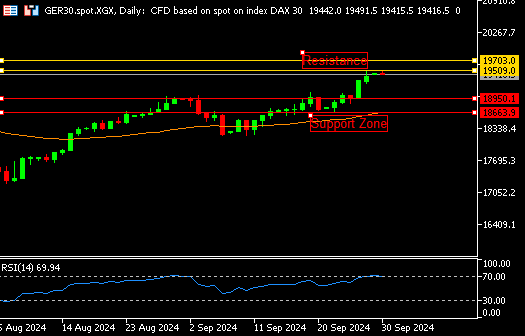 GER30.spot.XGX, Daily: CFD based on spot on index DAX 30 19442.0 19491.5 19415.5 19416.5 0
20910.8
20267.7
19703.0
19509.0
18950.1
18663.9
18338.4
17695.3
17052.2
16409.1
Resistance
Support Zone
RSI(14) 69.94
100.00
70.00
30.00
0.00
5 Aug 2024
14 Aug 2024
23 Aug 2024
2 Sep 2024
11 Sep 2024
20 Sep 2024
30 Sep 2024